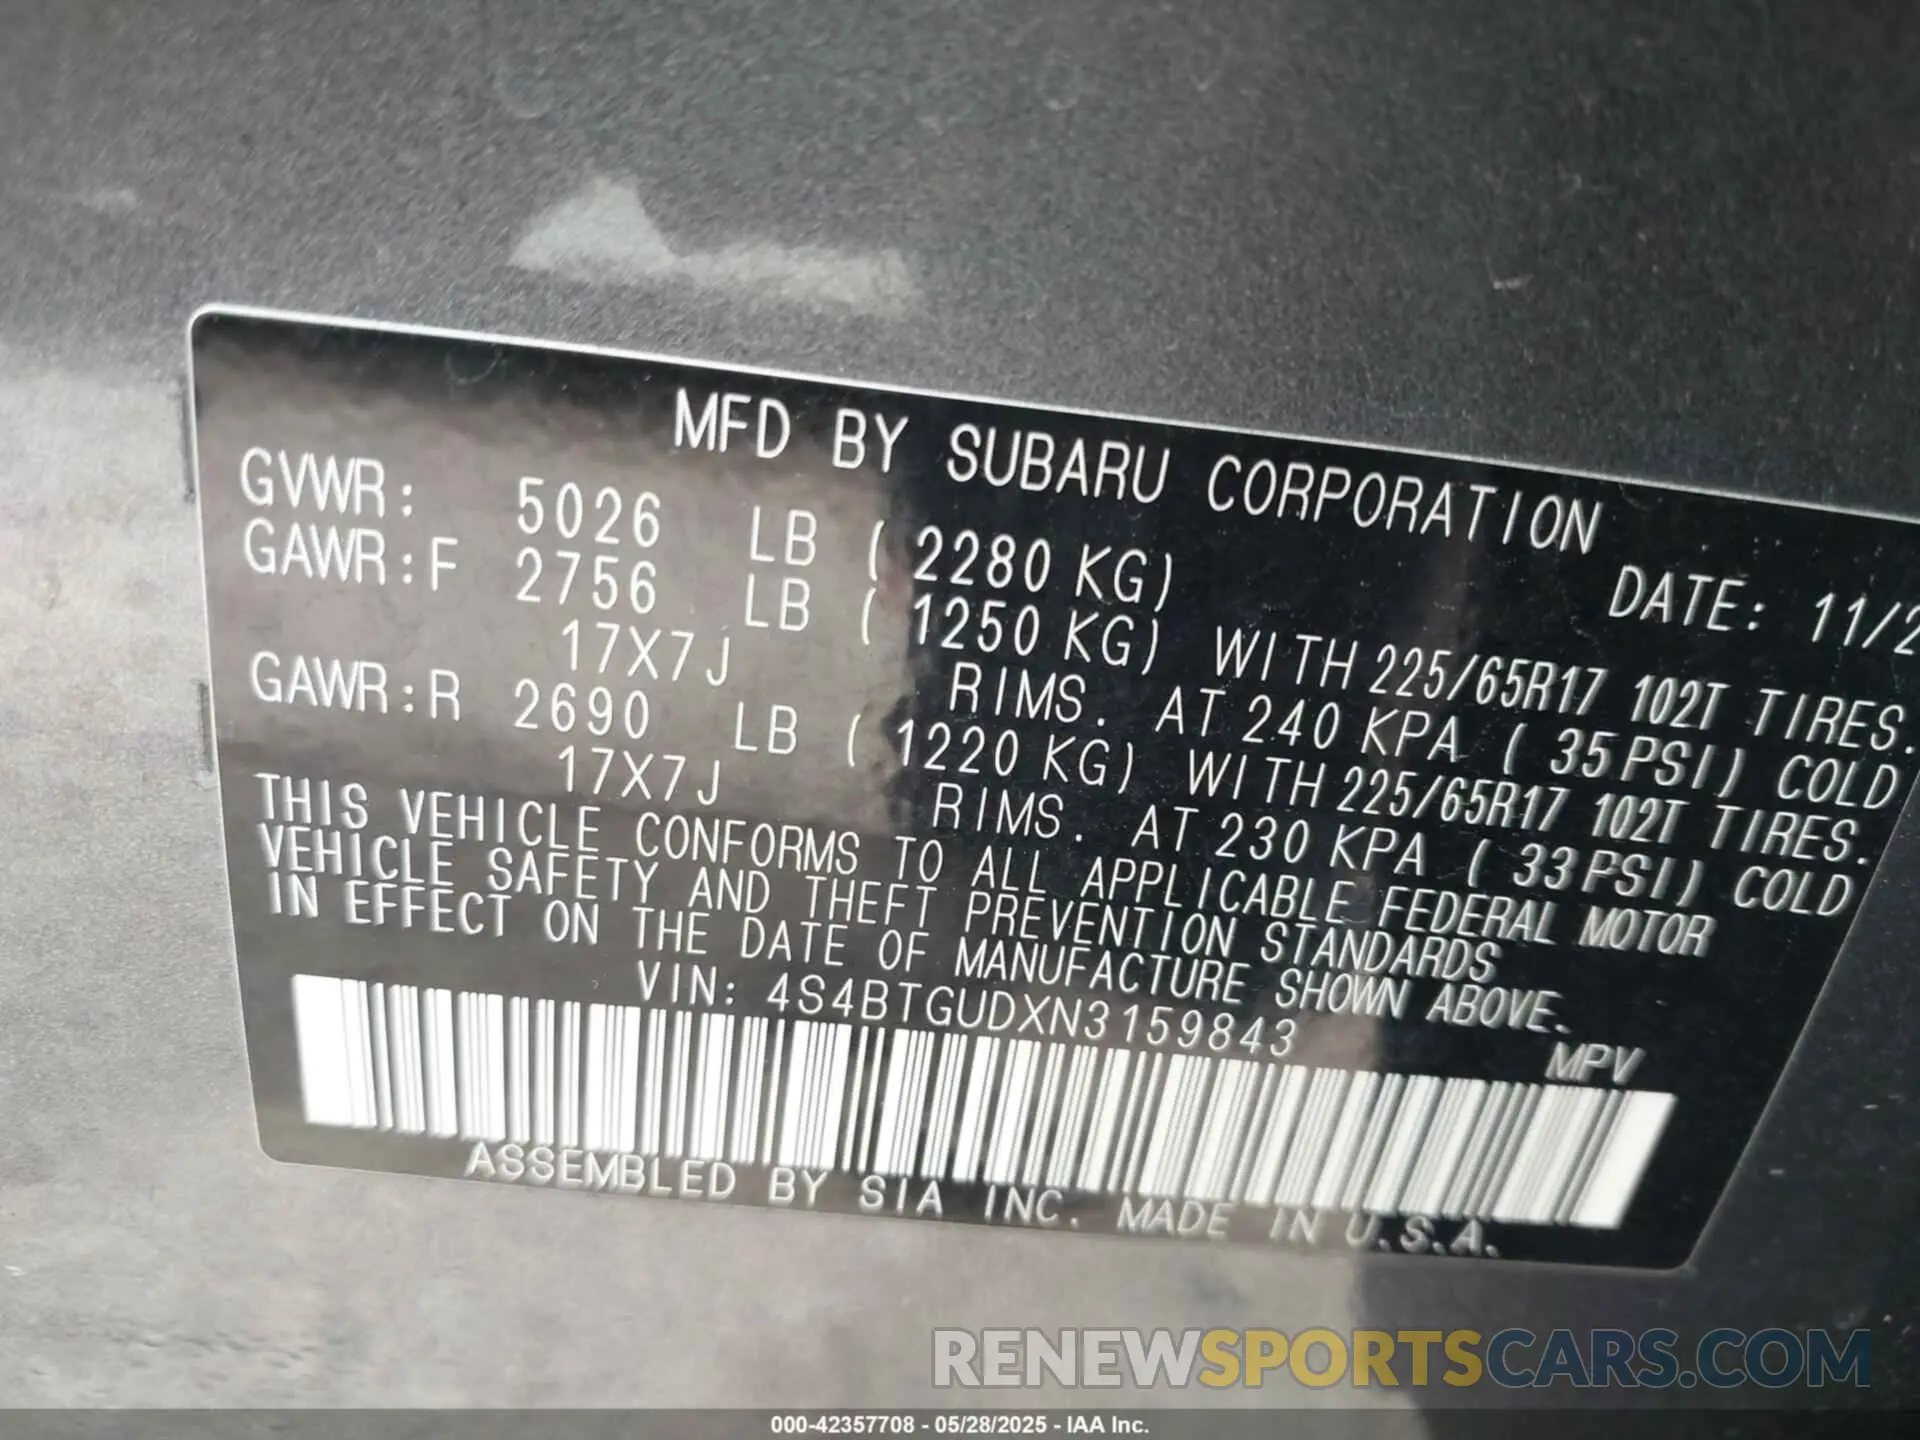 MFD BY SUBARU CORPORATION
GVWR: 5026 LB ( 2280 KG) DATE: 11/2
GAWR:F 2756 LB ( 1250 KG) WITH 225/65R17 102T TIRES.
17X7J RIMS. AT 240 KPA ( 35PSI) COLD
GAWR:R 2690 LB ( 1220 KG) WITH 225/65R17 102T TIRES.
17X7J RIMS. AT 230 KPA ( 33PSI) COLD
THIS VEHICLE CONFORMS TO ALL APPLICABLE FEDERAL MOTOR
VEHICLE SAFETY AND THEFT PREVENTION STANDARDS
IN EFFECT ON THE DATE OF MANUFACTURE SHOWN ABOVE.
VIN: 4S4BTGUDXN3159843 MPV
ASSEMBLED BY SIA INC. MADE IN U.S.A.
RENEWSPORTSCARS.COM
000-42357708 - 05/28/2025 - IAA Inc.